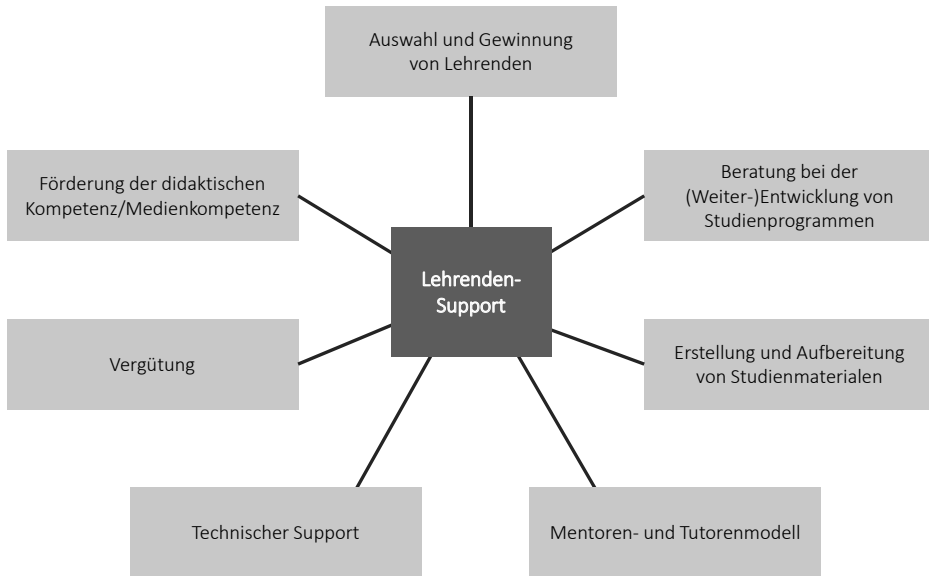 Auswahl und Gewinnung
von Lehrenden
Förderung der didaktischen
Kompetenz/Medienkompetenz
Beratung bei der
(Weiter-)Entwicklung von
Studienprogrammen
Lehrenden-
Support
Vergütung
Erstellung und Aufbereitung
von Studienmaterialen
Technischer Support
Mentoren- und Tutorenmodell